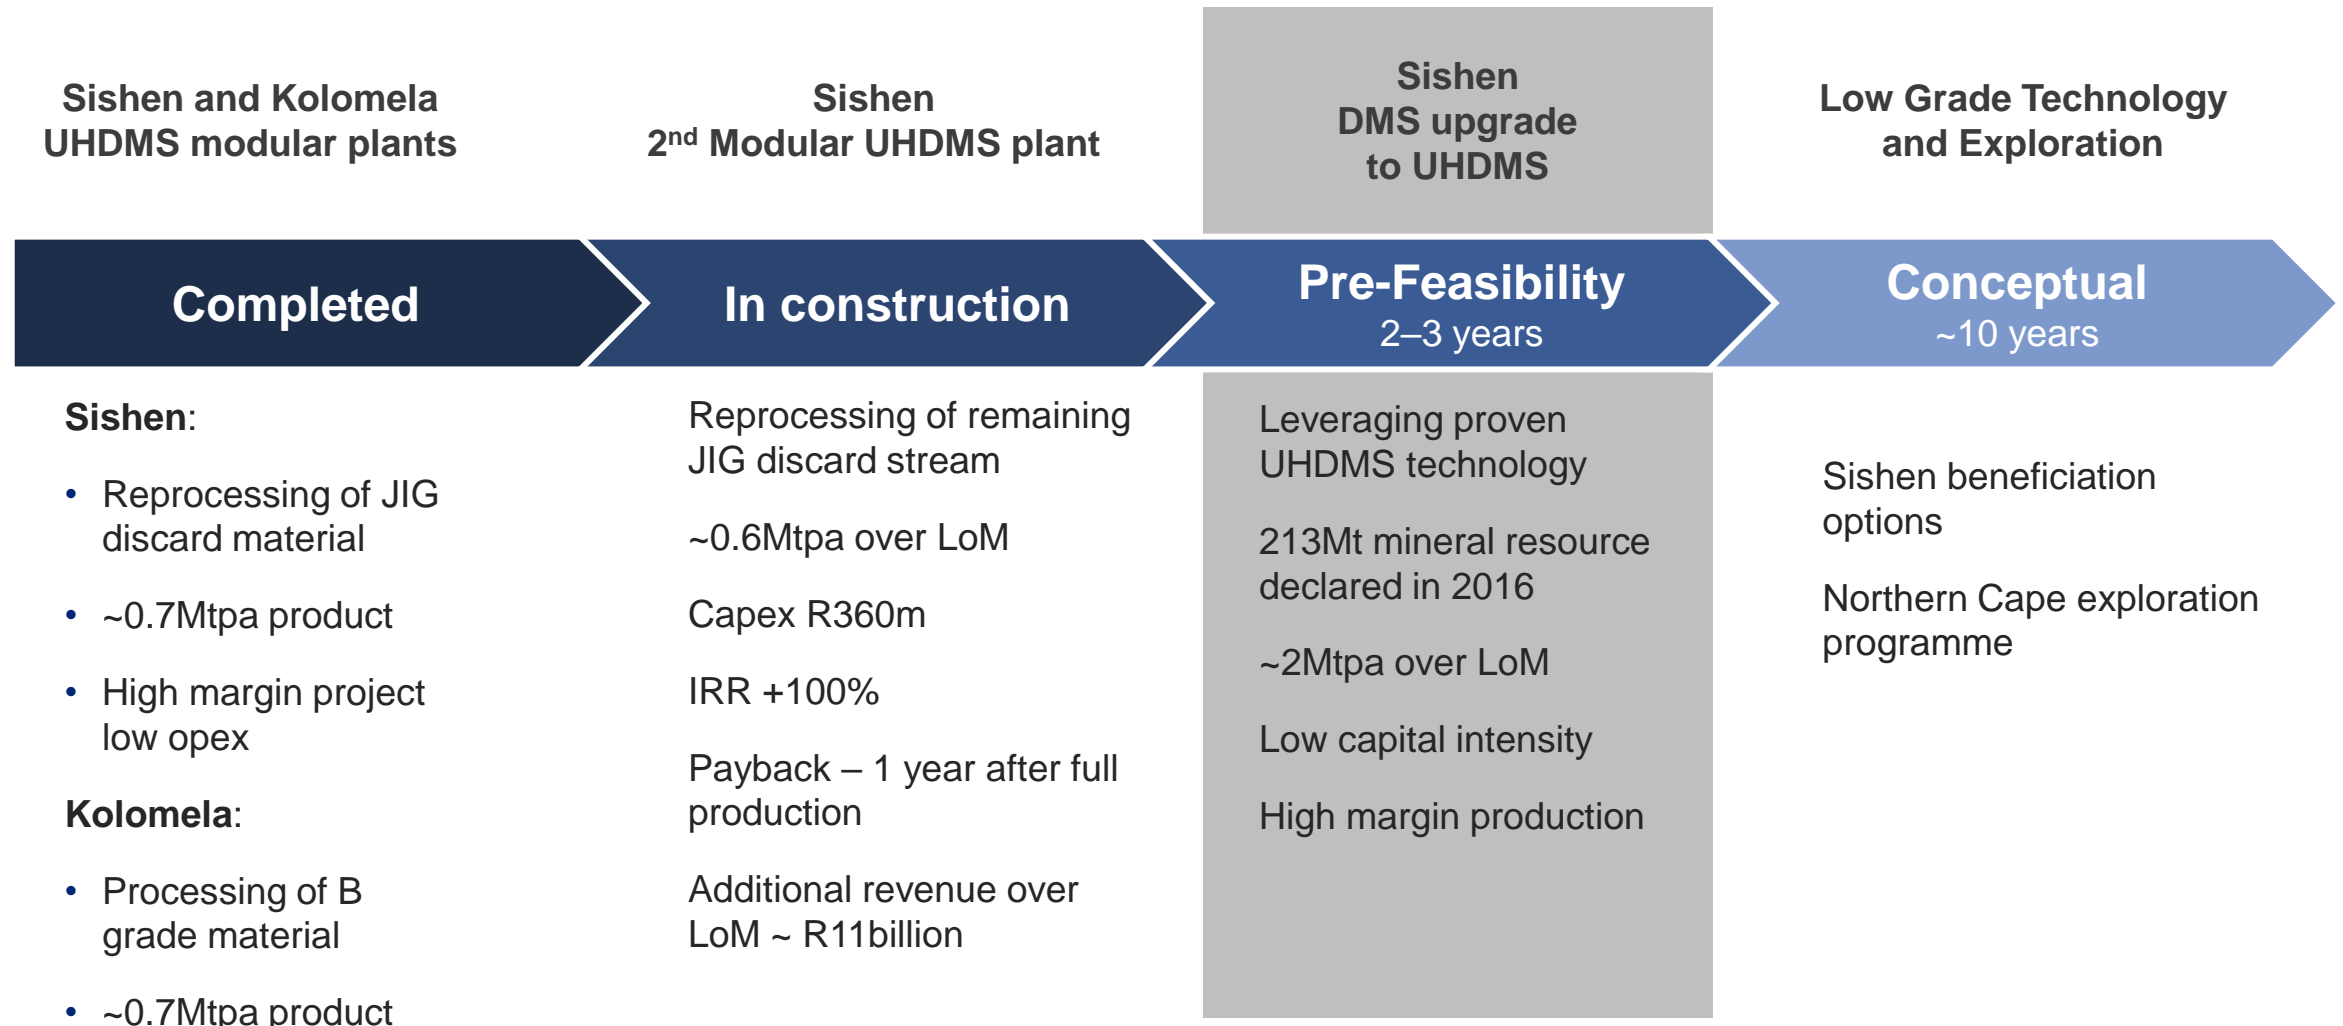 Sishen and Kolomela
UHDMS modular plants
Sishen
2nd Modular UHDMS plant
Sishen
DMS upgrade
to UHDMS
Low Grade Technology
and Exploration
Completed
In construction
Pre-Feasibility
2–3 years
Conceptual
~10 years
Sishen:
• Reprocessing of JIG
discard material
• ~0.7Mtpa product
• High margin project
low opex
Kolomela:
• Processing of B
grade material
• ~0.7Mtpa product
Reprocessing of remaining
JIG discard stream
~0.6Mtpa over LoM
Capex R360m
IRR +100%
Payback – 1 year after full
production
Additional revenue over
LoM ~ R11billion
Leveraging proven
UHDMS technology
213Mt mineral resource
declared in 2016
~2Mtpa over LoM
Low capital intensity
High margin production
Sishen beneficiation
options
Northern Cape exploration
programme